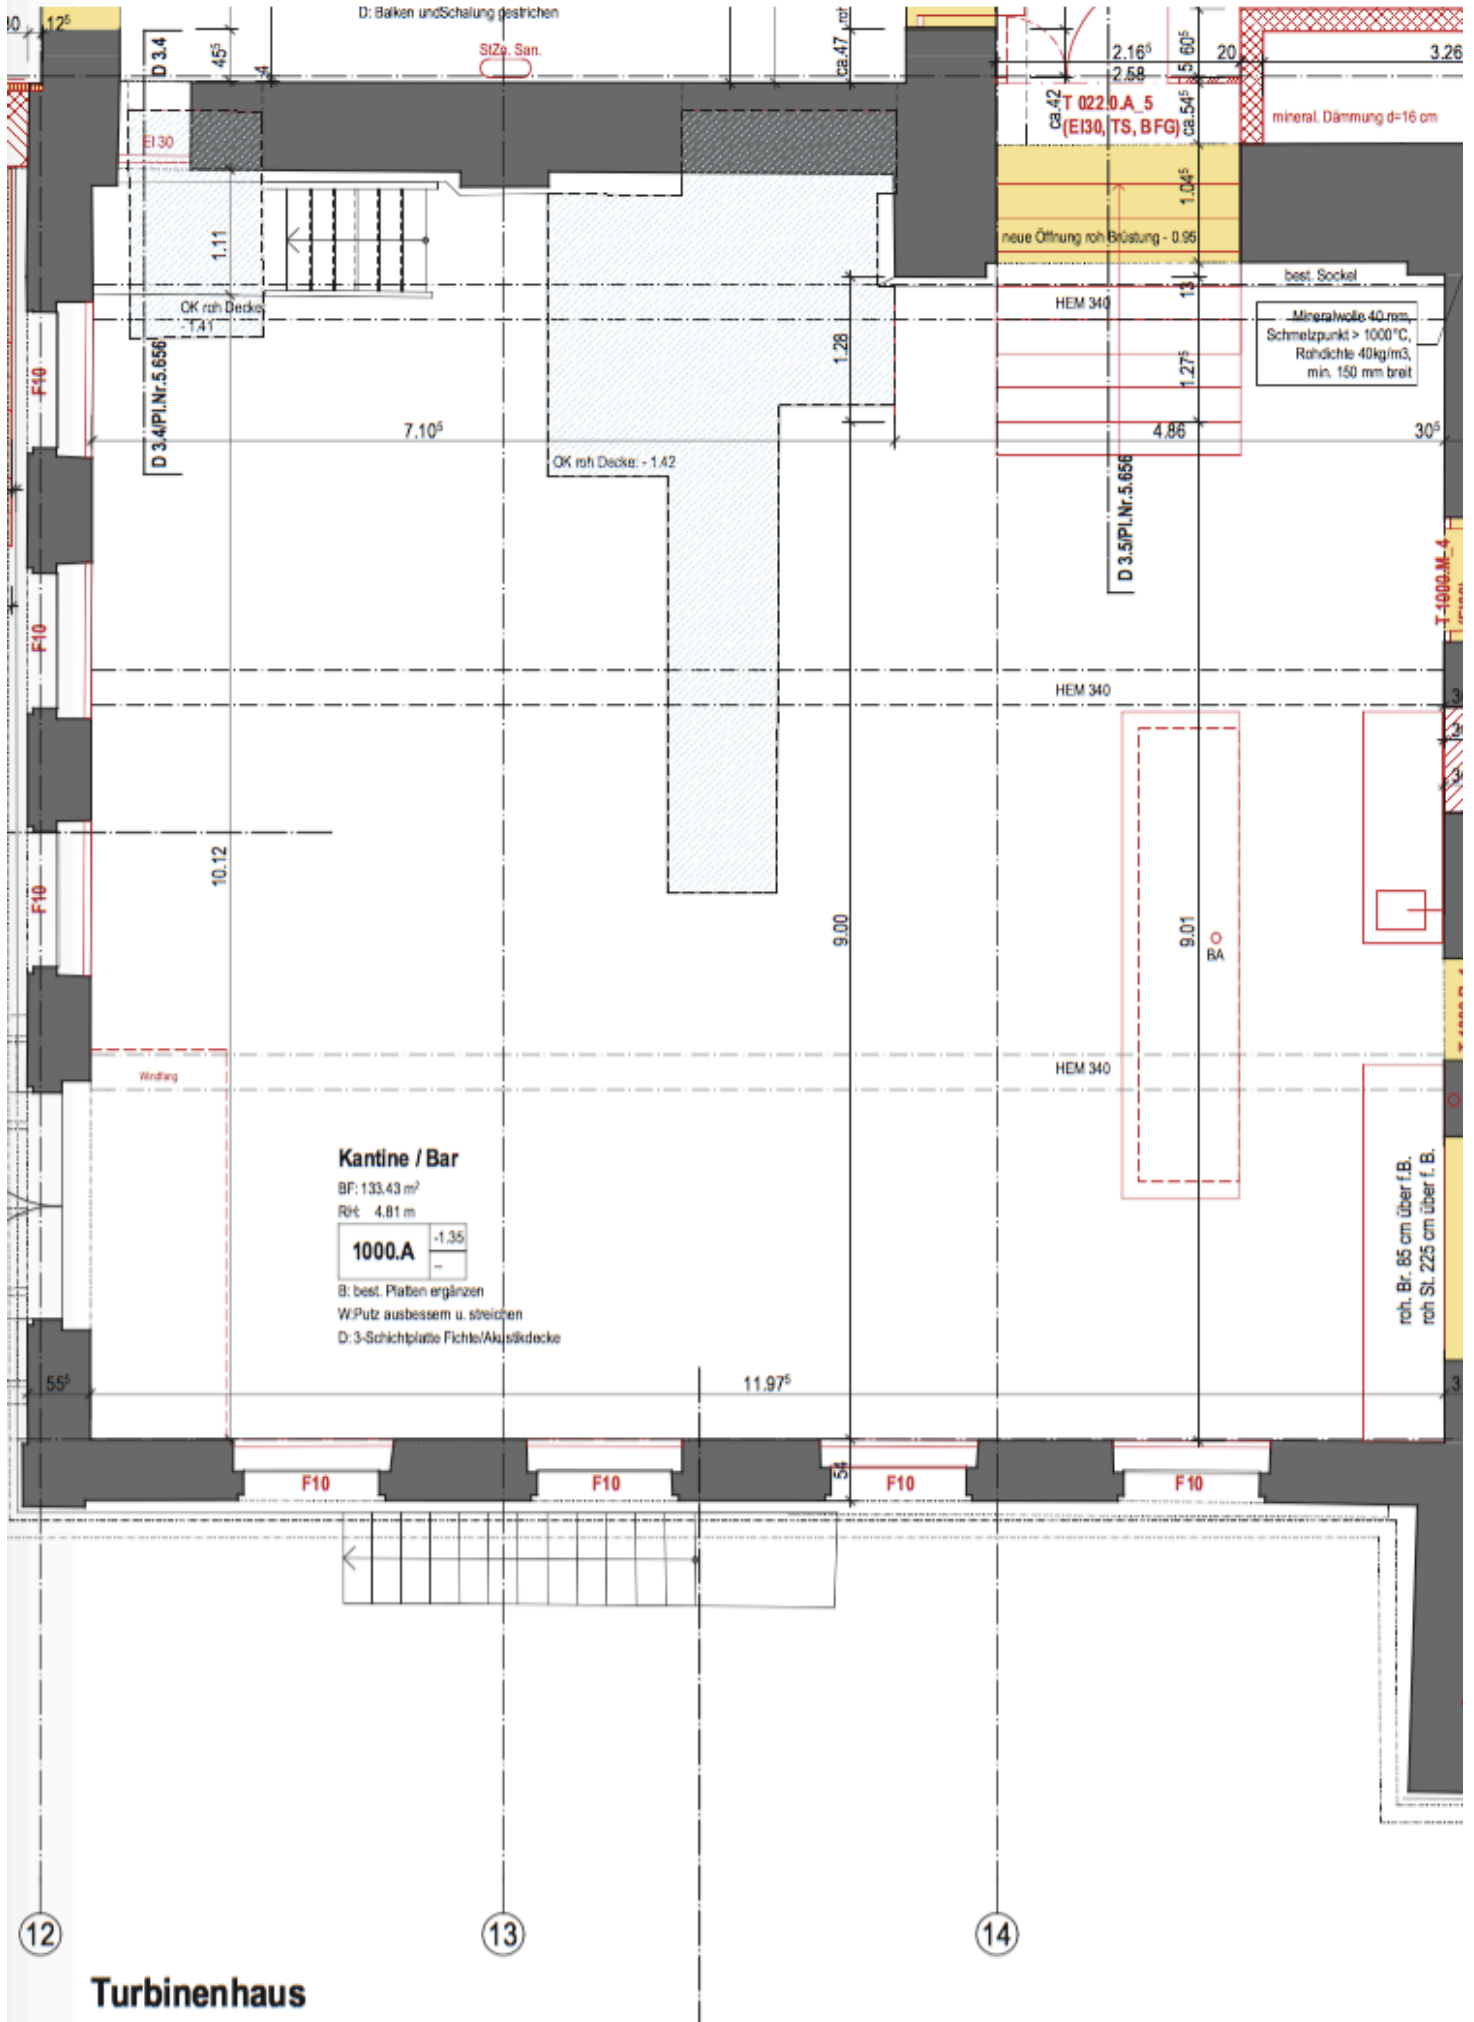 D: Balken undSchalung gestrichen
12⁵
D 3.4
45⁵
4
StZp. San.
ca.47
2.16⁵
2.58
5
60⁵
20
3.26
ca.42
T 022.0.A_5
(EI30, TS, BFG)
ca.54⁵
mineral. Dämmung d=16 cm
EI 30
1.11
1.04⁵
neue Öffnung roh Brüstung - 0.95
best. Sockel
13
HEM 340
OK roh Decke
- 1.41
Mineralwolle 40 mm,
Schmelzpunkt > 1000°C,
Rohdichte 40kg/m3,
min. 150 mm breit
1.28
1.27⁵
F10
D 3.4/Pl.Nr.5.656
7.10⁵
4.86
30⁵
OK roh Decke: - 1.42
D 3.5/Pl.Nr.5.656
T 1000.M_4
F10
HEM 340
10.12
F10
9.00
9.01
BA
Windfang
HEM 340
Kantine / Bar
BF: 133.43 m²
RH: 4.81 m
1000.A
-1.35
--
B: best. Platten ergänzen
W:Putz ausbessern u. streichen
D: 3-Schichtplatte Fichte/Akustikdecke
roh. Br. 85 cm über f.B.
roh St. 225 cm über f. B.
55⁵
11.97⁵
54
F10
F10
F10
F10
12
13
14
Turbinenhaus